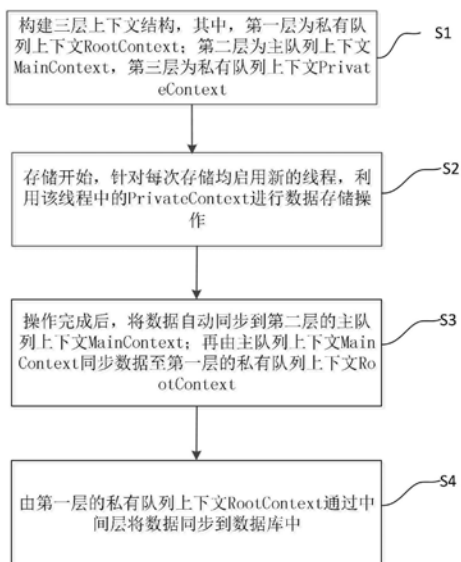 构建三层上下文结构，其中，第一层为私有队
列上下文RootContext；第二层为主队列上下文
MainContext，第三层为私有队列上下文Privat
eContext
S1
存储开始，针对每次存储均启用新的线程，利
用该线程中的PrivateContext进行数据存储操
作
S2
操作完成后，将数据自动同步到第二层的主队
列上下文MainContext；再由主队列上下文Main
Context同步数据至第一层的私有队列上下文Ro
otContext
S3
由第一层的私有队列上下文RootContext通过中
间层将数据同步到数据库中
S4